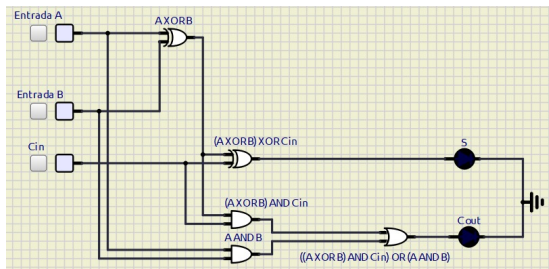 Entrada A
AXORB
Entrada B
Cin
(AXORB)XORCin
S
(AXORB)ANDCin
AANDB
Cout
((AXORB)ANDCin)OR(AANDB)